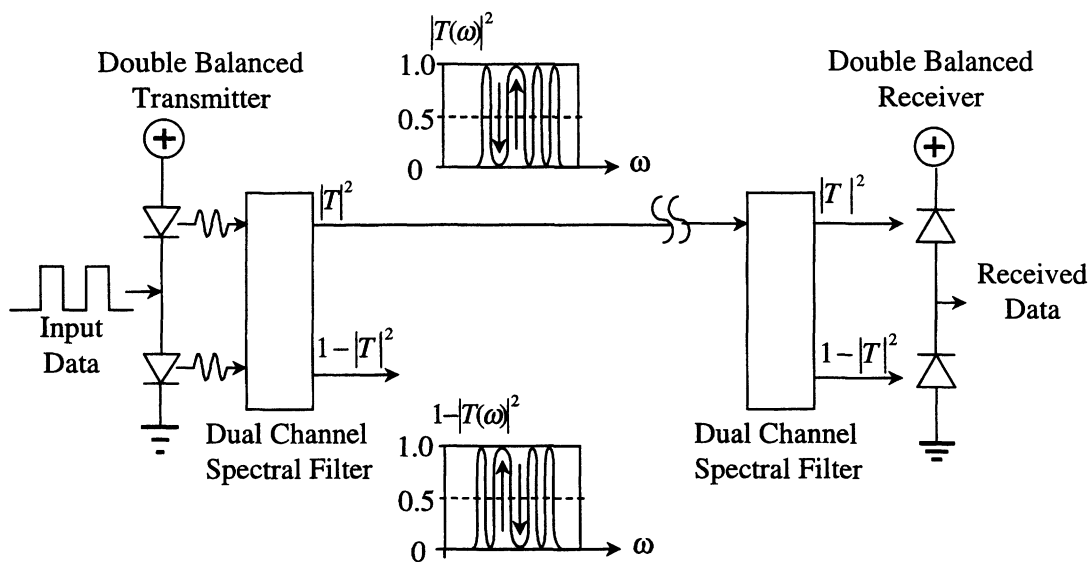 |T(ω)|²
1.0
0.5
0
ω
Double Balanced
Transmitter
Double Balanced
Receiver
+
+
|T|²
|T|²
Input
Data
Received
Data
1−|T|²
1−|T|²
Dual Channel
Spectral Filter
Dual Channel
Spectral Filter
1−|T(ω)|²
1.0
0.5
0
ω